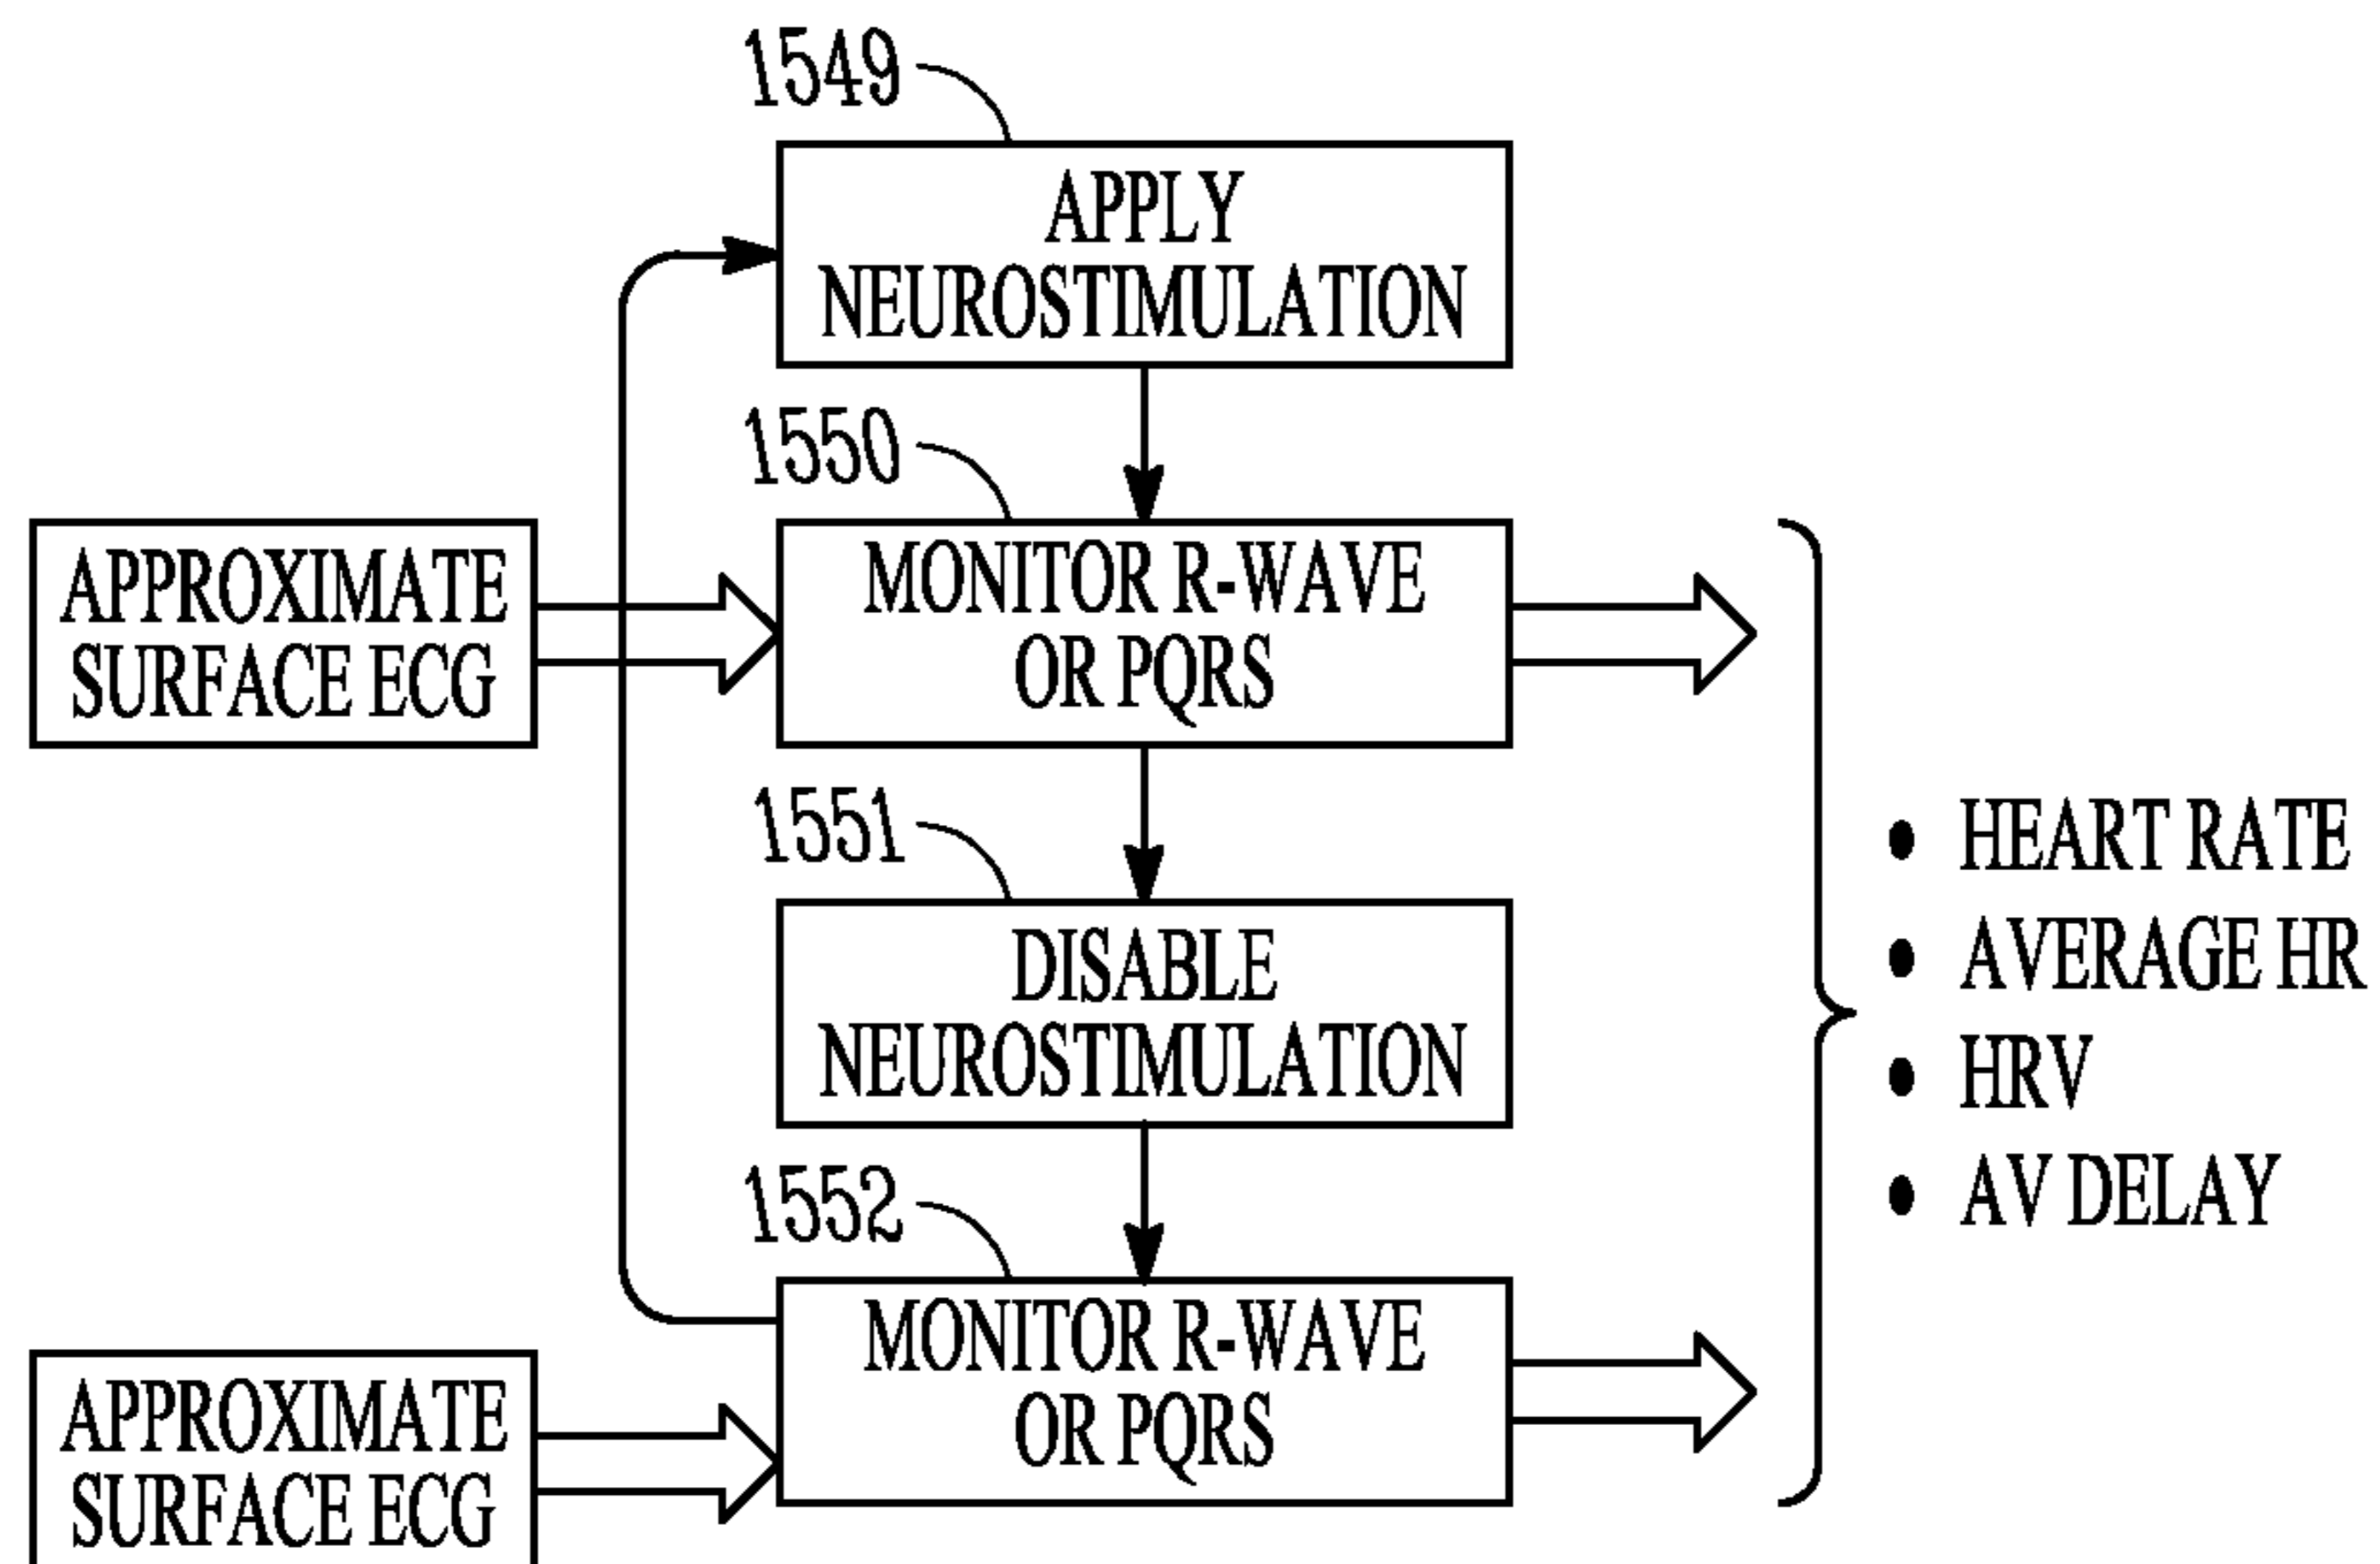 1549
APPLY
NEUROSTIMULATION
1550
APPROXIMATE
SURFACE ECG
MONITOR R-WAVE
OR PQRS
1551
DISABLE
NEUROSTIMULATION
1552
APPROXIMATE
SURFACE ECG
MONITOR R-WAVE
OR PQRS
• HEART RATE
• AVERAGE HR
• HRV
• AV DELAY